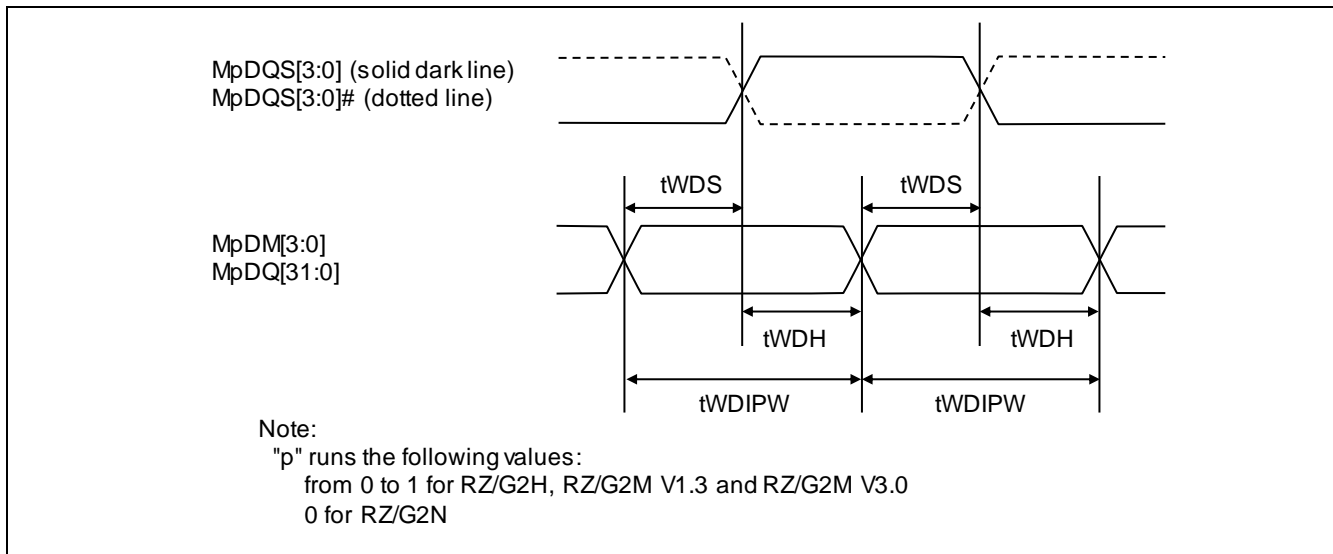 MpDQS[3:0] (solid dark line)
MpDQS[3:0]# (dotted line)
tWDS
tWDS
MpDM[3:0]
MpDQ[31:0]
tWDH
tWDH
tWDIPW
tWDIPW
Note:
"p" runs the following values:
from 0 to 1 for RZ/G2H, RZ/G2M V1.3 and RZ/G2M V3.0
0 for RZ/G2N